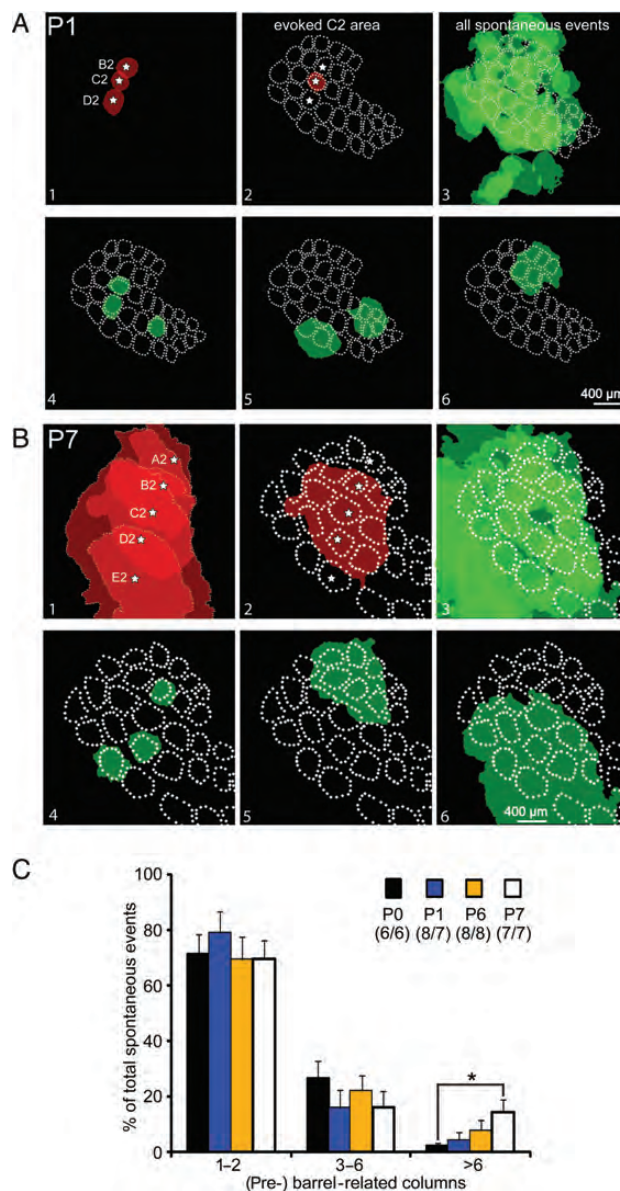 A
P1
evoked C2 area
all spontaneous events
B2
C2
D2
1
2
3
4
5
6
400 µm
B
P7
A2
B2
C2
D2
E2
1
2
3
4
5
6
400 µm
C
% of total spontaneous events
100
80
60
40
20
0
P0 P1 P6 P7
(6/6) (8/7) (8/8) (7/7)
*
1–2 3–6 >6
(Pre-) barrel-related columns